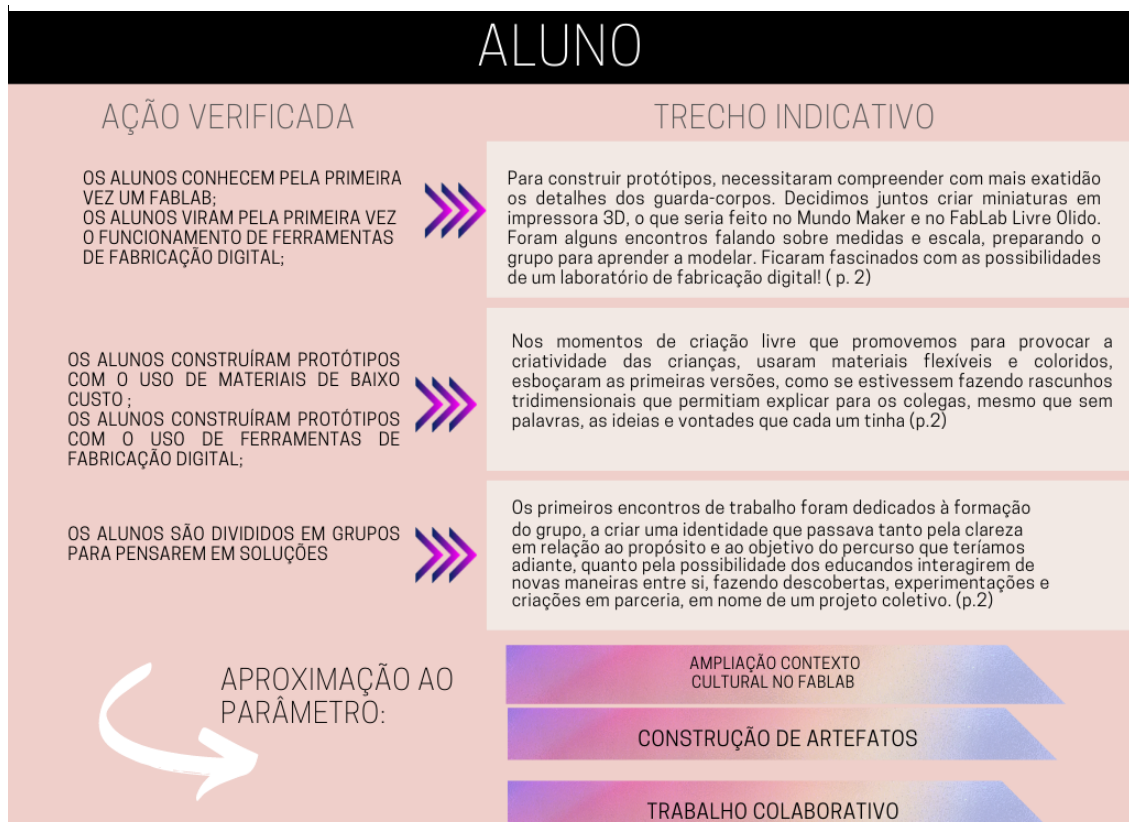 ALUNO
AÇÃO VERIFICADA
TRECHO INDICATIVO
OS ALUNOS CONHECEM PELA PRIMEIRA
VEZ UM FABLAB;
OS ALUNOS VIRAM PELA PRIMEIRA VEZ
O FUNCIONAMENTO DE FERRAMENTAS
DE FABRICAÇÃO DIGITAL;
Para construir protótipos, necessitaram compreender com mais exatidão
os detalhes dos guarda-corpos. Decidimos juntos criar miniaturas em
impressora 3D, o que seria feito no Mundo Maker e no FabLab Livre Olido.
Foram alguns encontros falando sobre medidas e escala, preparando o
grupo para aprender a modelar. Ficaram fascinados com as possibilidades
de um laboratório de fabricação digital! ( p. 2)
OS ALUNOS CONSTRUÍRAM PROTÓTIPOS
COM O USO DE MATERIAIS DE BAIXO
CUSTO ;
OS ALUNOS CONSTRUÍRAM PROTÓTIPOS
COM O USO DE FERRAMENTAS DE
FABRICAÇÃO DIGITAL;
Nos momentos de criação livre que promovemos para provocar a
criatividade das crianças, usaram materiais flexíveis e coloridos,
esboçaram as primeiras versões, como se estivessem fazendo rascunhos
tridimensionais que permitiam explicar para os colegas, mesmo que sem
palavras, as ideias e vontades que cada um tinha (p.2)
OS ALUNOS SÃO DIVIDIDOS EM GRUPOS
PARA PENSAREM EM SOLUÇÕES
Os primeiros encontros de trabalho foram dedicados à formação
do grupo, a criar uma identidade que passava tanto pela clareza
em relação ao propósito e ao objetivo do percurso que teríamos
adiante, quanto pela possibilidade dos educandos interagirem de
novas maneiras entre si, fazendo descobertas, experimentações e
criações em parceria, em nome de um projeto coletivo. (p.2)
APROXIMAÇÃO AO
PARÂMETRO:
AMPLIAÇÃO CONTEXTO
CULTURAL NO FABLAB
CONSTRUÇÃO DE ARTEFATOS
TRABALHO COLABORATIVO